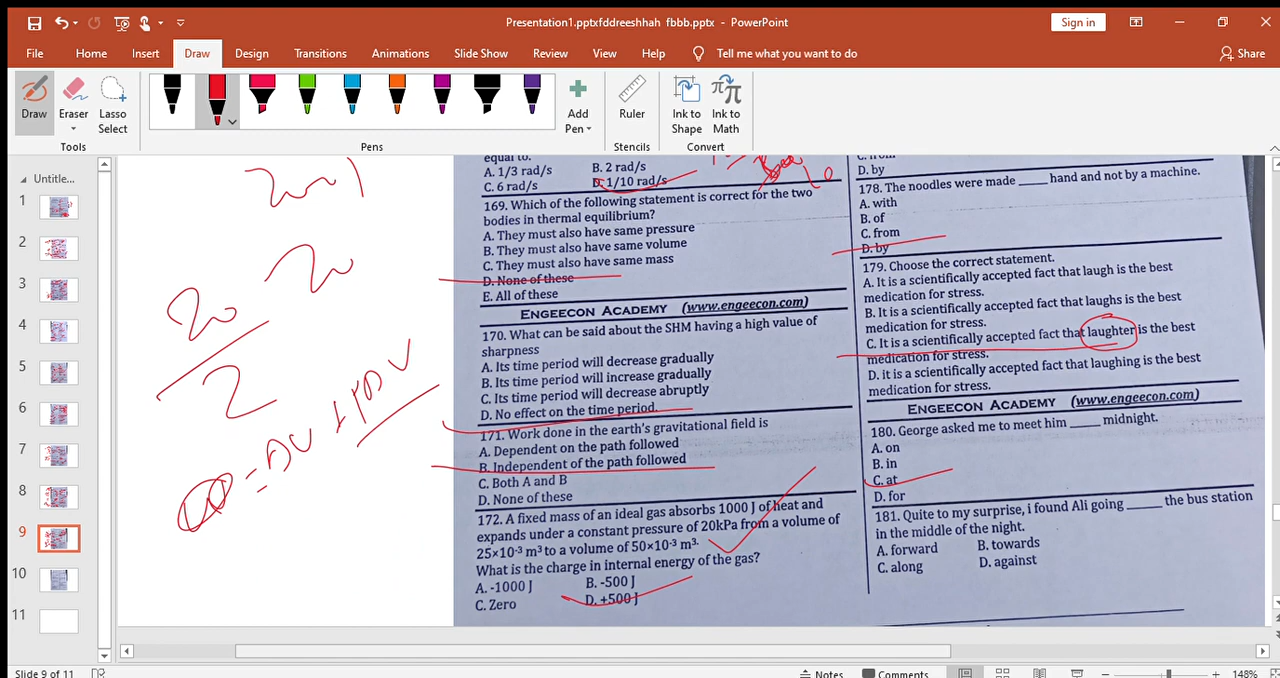 Presentation1.pptxfddreeshhah fbbb.pptx - PowerPoint
Sign in
File Home Insert Draw Design Transitions Animations Slide Show Review View Help Tell me what you want to do Share
Draw Eraser Lasso Select Add Pen Ruler Ink to Shape Ink to Math
Tools Pens Stencils Convert
Untitle...
1
2
3
4
5
6
7
8
9
10
11
20
2
equal to.
A. 1/3 rad/s B. 2 rad/s
C. 6 rad/s D. 1/10 rad/s
169. Which of the following statement is correct for the two
bodies in thermal equilibrium?
A. They must also have same pressure
B. They must also have same volume
C. They must also have same mass
D. None of these
E. All of these
ENGEECON ACADEMY (www.engeecon.com)
170. What can be said about the SHM having a high value of
sharpness
A. Its time period will decrease gradually
B. Its time period will increase gradually
C. Its time period will decrease abruptly
D. No effect on the time period.
171. Work done in the earth's gravitational field is
A. Dependent on the path followed
B. Independent of the path followed
C. Both A and B
D. None of these
172. A fixed mass of an ideal gas absorbs 1000 J of heat and
expands under a constant pressure of 20kPa from a volume of
25×10⁻³ m³ to a volume of 50×10⁻³ m³.
What is the charge in internal energy of the gas?
A. -1000 J B. -500 J
C. Zero D. +500 J
C. from
D. by
178. The noodles were made _____ hand and not by a machine.
A. with
B. of
C. from
D. by
179. Choose the correct statement.
A. It is a scientifically accepted fact that laugh is the best
medication for stress.
B. It is a scientifically accepted fact that laughs is the best
medication for stress.
C. It is a scientifically accepted fact that laughter is the best
medication for stress.
D. it is a scientifically accepted fact that laughing is the best
medication for stress.
ENGEECON ACADEMY (www.engeecon.com)
180. George asked me to meet him _____ midnight.
A. on
B. in
C. at
D. for
181. Quite to my surprise, i found Ali going _____ the bus station
in the middle of the night.
A. forward B. towards
C. along D. against
Slide 9 of 11 Notes Comments 148%